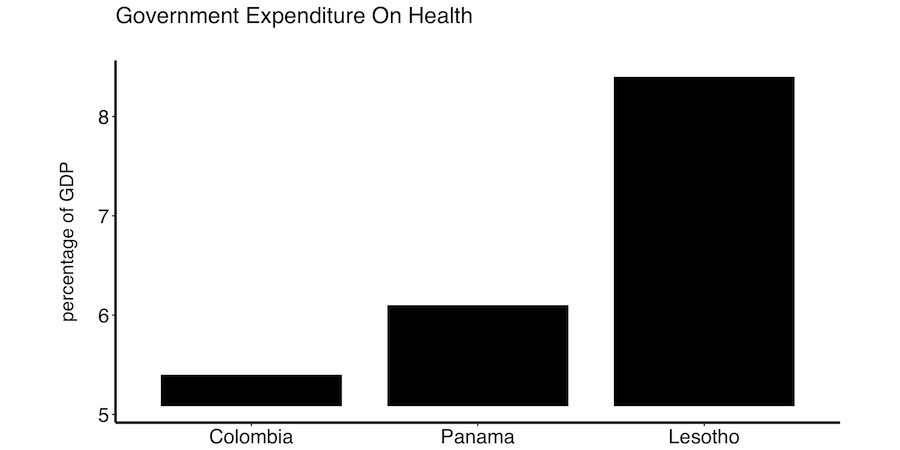 Government Expenditure On Health
percentage of GDP
8
7
6
5
Colombia Panama Lesotho